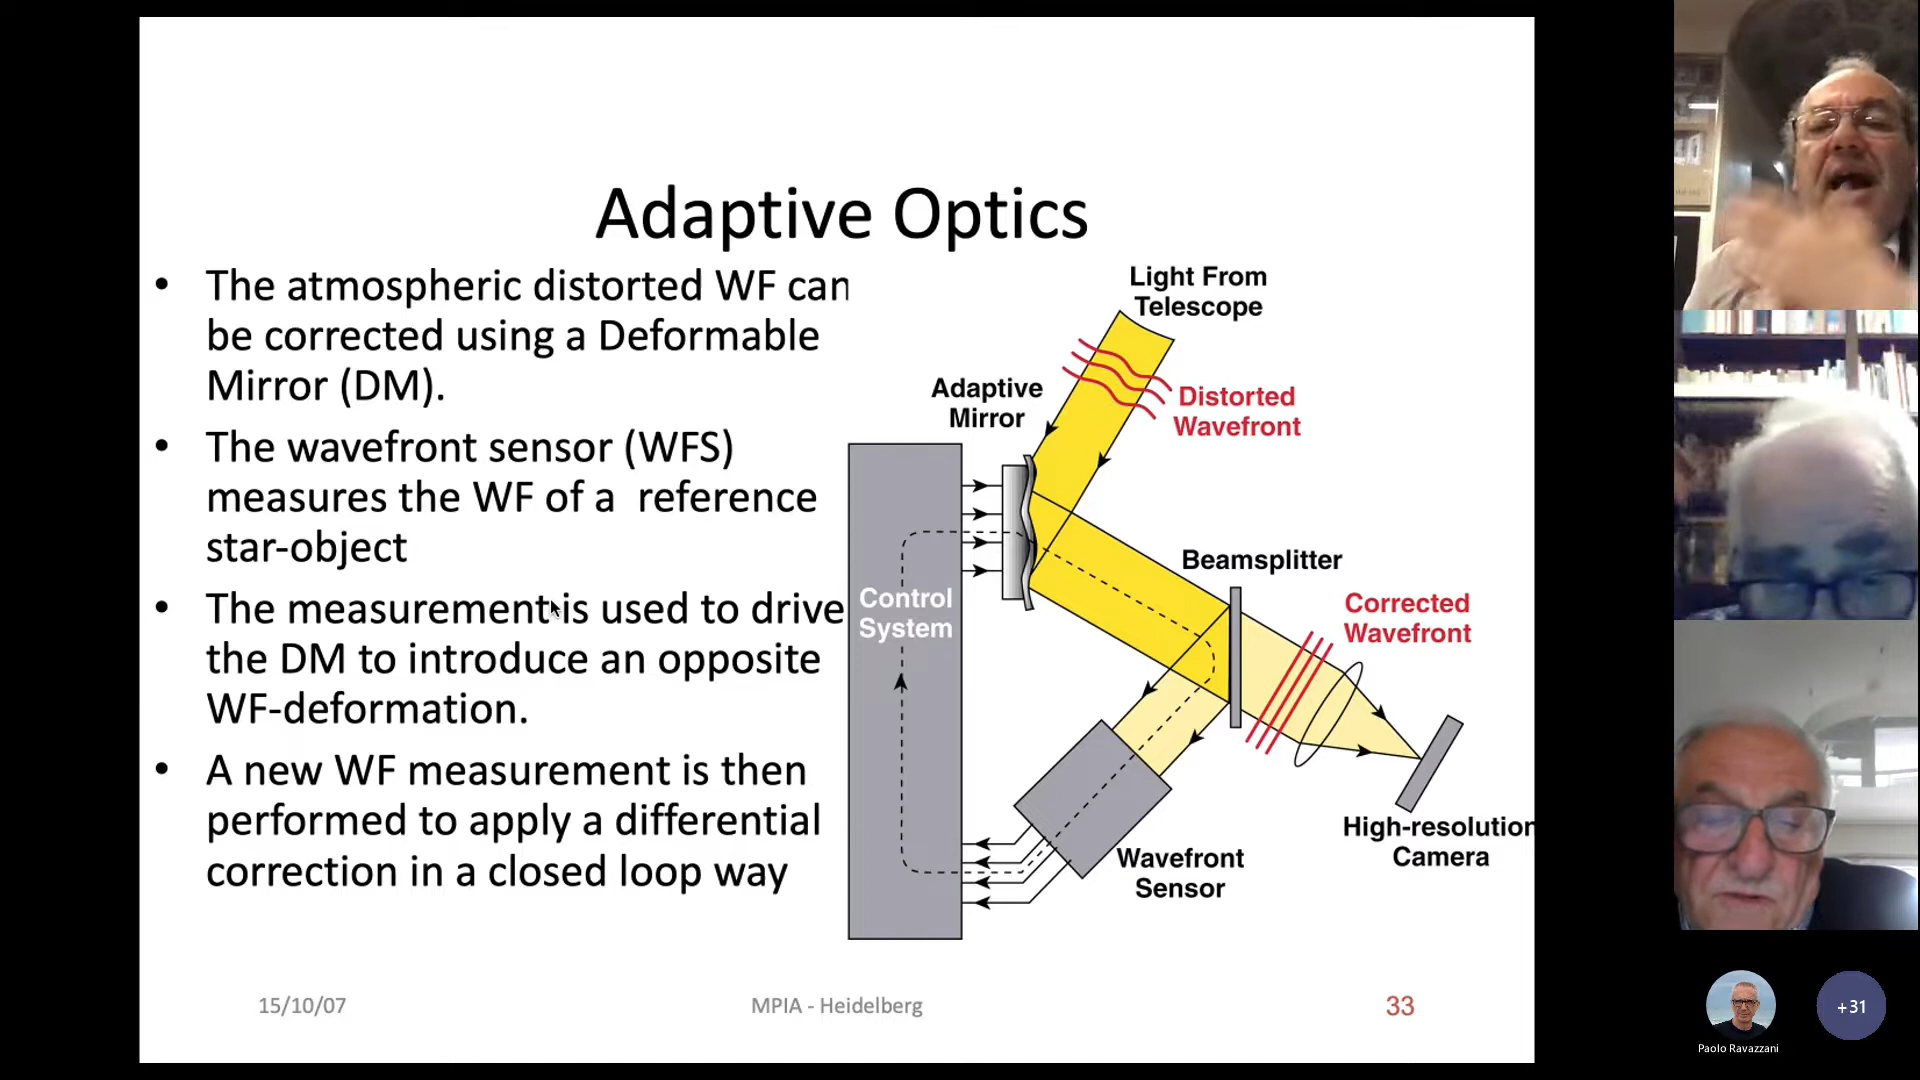 Adaptive Optics
• The atmospheric distorted WF can
be corrected using a Deformable
Mirror (DM).
• The wavefront sensor (WFS)
measures the WF of a reference
star-object
• The measurement is used to drive
the DM to introduce an opposite
WF-deformation.
• A new WF measurement is then
performed to apply a differential
correction in a closed loop way
Light From
Telescope
Adaptive
Mirror
Distorted
Wavefront
Beamsplitter
Control
System
Corrected
Wavefront
High-resolution
Camera
Wavefront
Sensor
15/10/07
MPIA - Heidelberg
33
+31
Paolo Ravazzani